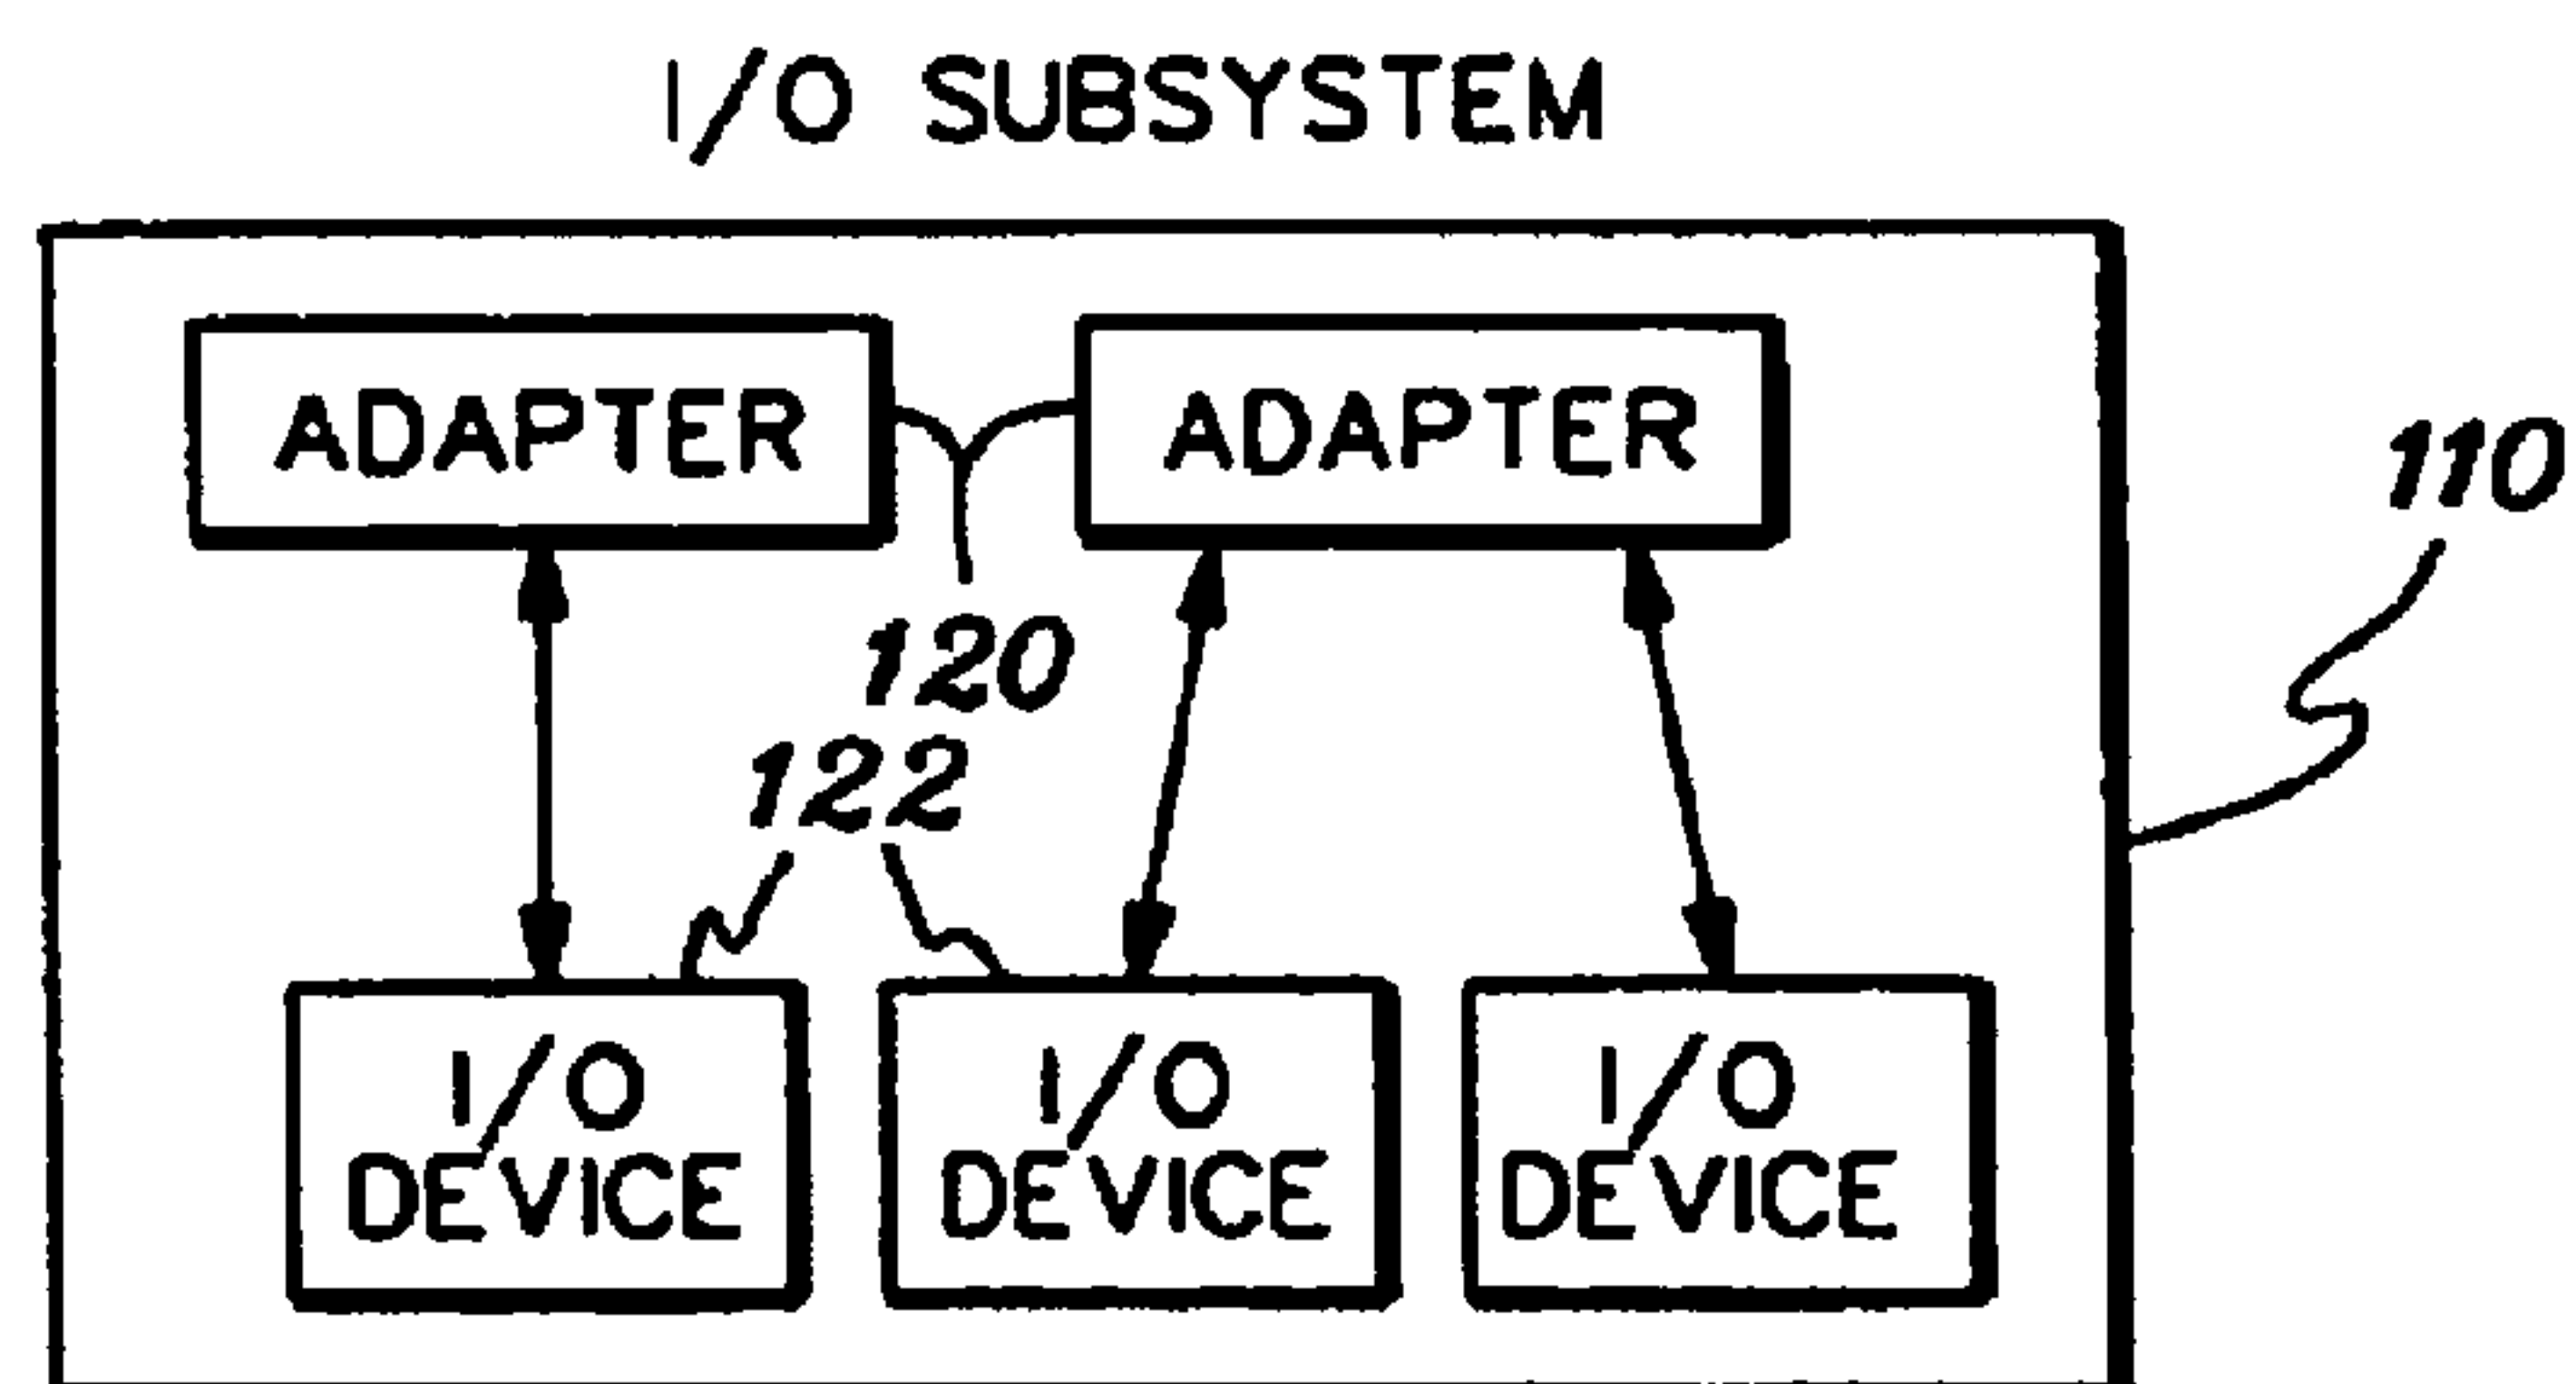 I/O SUBSYSTEM
ADAPTER
ADAPTER
110
120
122
I/O
DEVICE
I/O
DEVICE
I/O
DEVICE